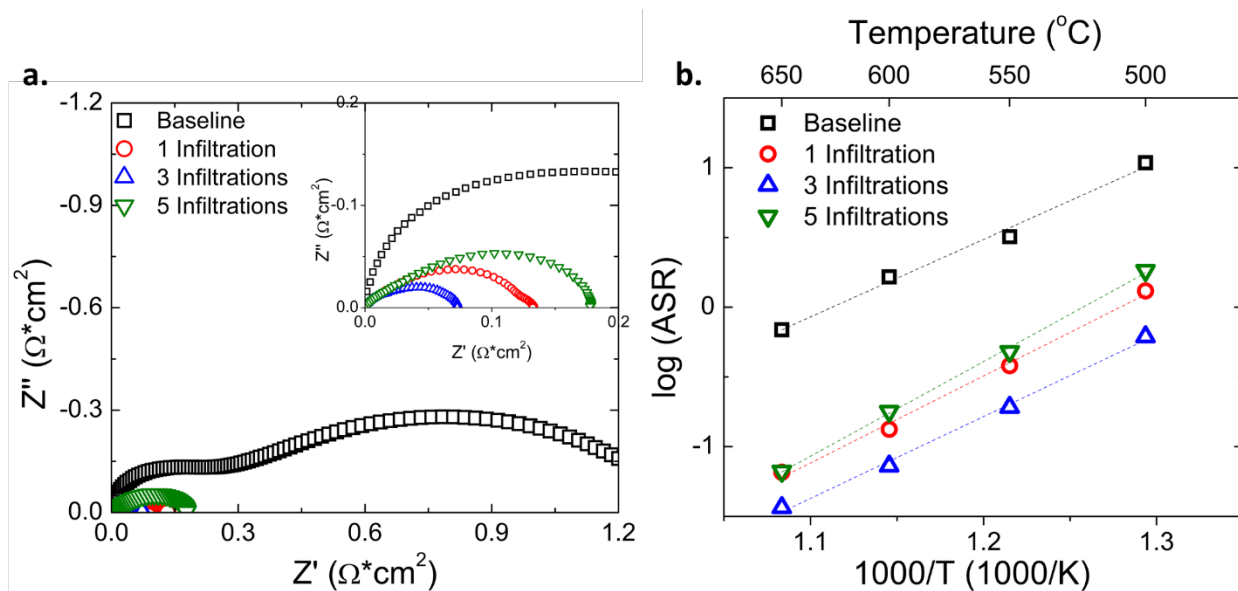 a.
-1.2
-0.9
-0.6
-0.3
0.0
Z'' (Ω*cm²)
Baseline
1 Infiltration
3 Infiltrations
5 Infiltrations
-0.2
-0.1
0.0
Z'' (Ω*cm²)
0.0 0.1 0.2
Z' (Ω*cm²)
0.0 0.3 0.6 0.9 1.2
Z' (Ω*cm²)
b.
Temperature (°C)
650 600 550 500
Baseline
1 Infiltration
3 Infiltrations
5 Infiltrations
1
0
-1
log (ASR)
1.1 1.2 1.3
1000/T (1000/K)